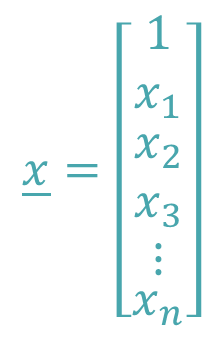 x = [
1
x₁
x₂
x₃
⋮
xₙ
]